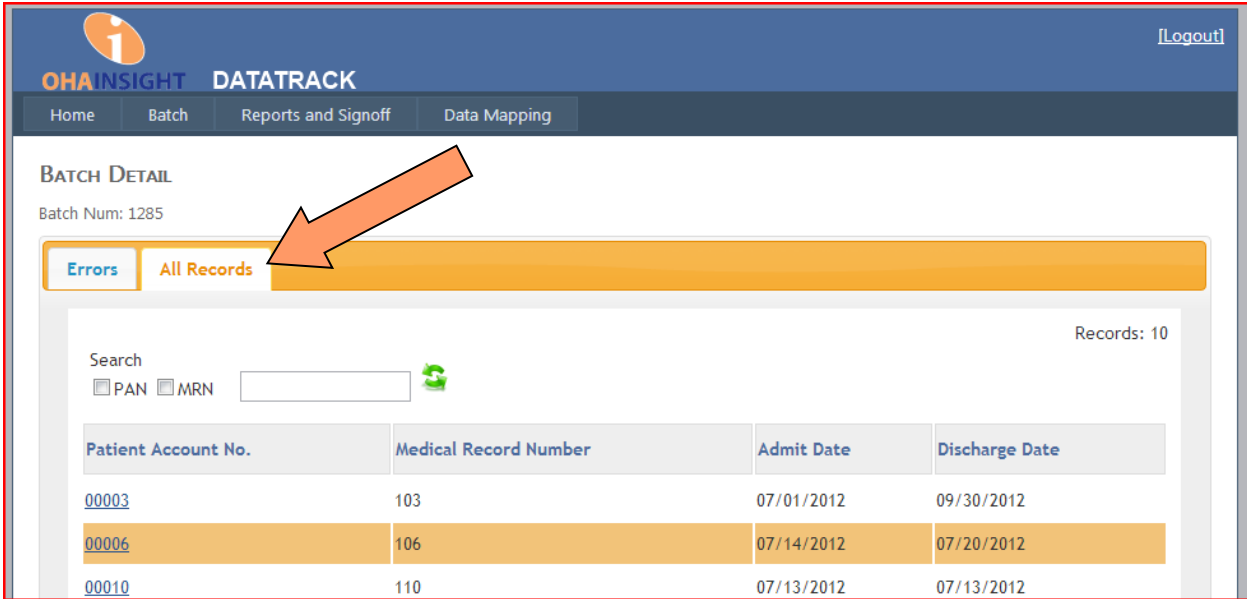 [Logout]
i
OHAINSIGHT DATATRACK
Home Batch Reports and Signoff Data Mapping
BATCH DETAIL
Batch Num: 1285
Errors All Records
Records: 10
Search
PAN MRN
Patient Account No. Medical Record Number Admit Date Discharge Date
00003 103 07/01/2012 09/30/2012
00006 106 07/14/2012 07/20/2012
00010 110 07/13/2012 07/13/2012